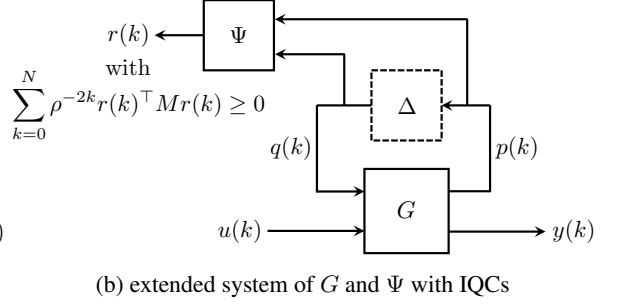 r(k)
Ψ
with
∑_{k=0}^{N} ρ^{−2k} r(k)^⊤ M r(k) ≥ 0
Δ
q(k)
p(k)
)
u(k)
G
y(k)
(b) extended system of G and Ψ with IQCs